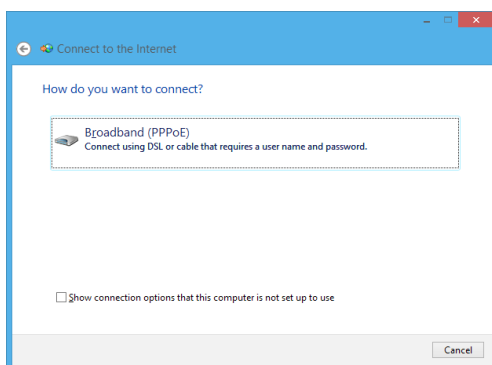 Connect to the Internet
How do you want to connect?
Broadband (PPPoE)
Connect using DSL or cable that requires a user name and password.
Show connection options that this computer is not set up to use
Cancel